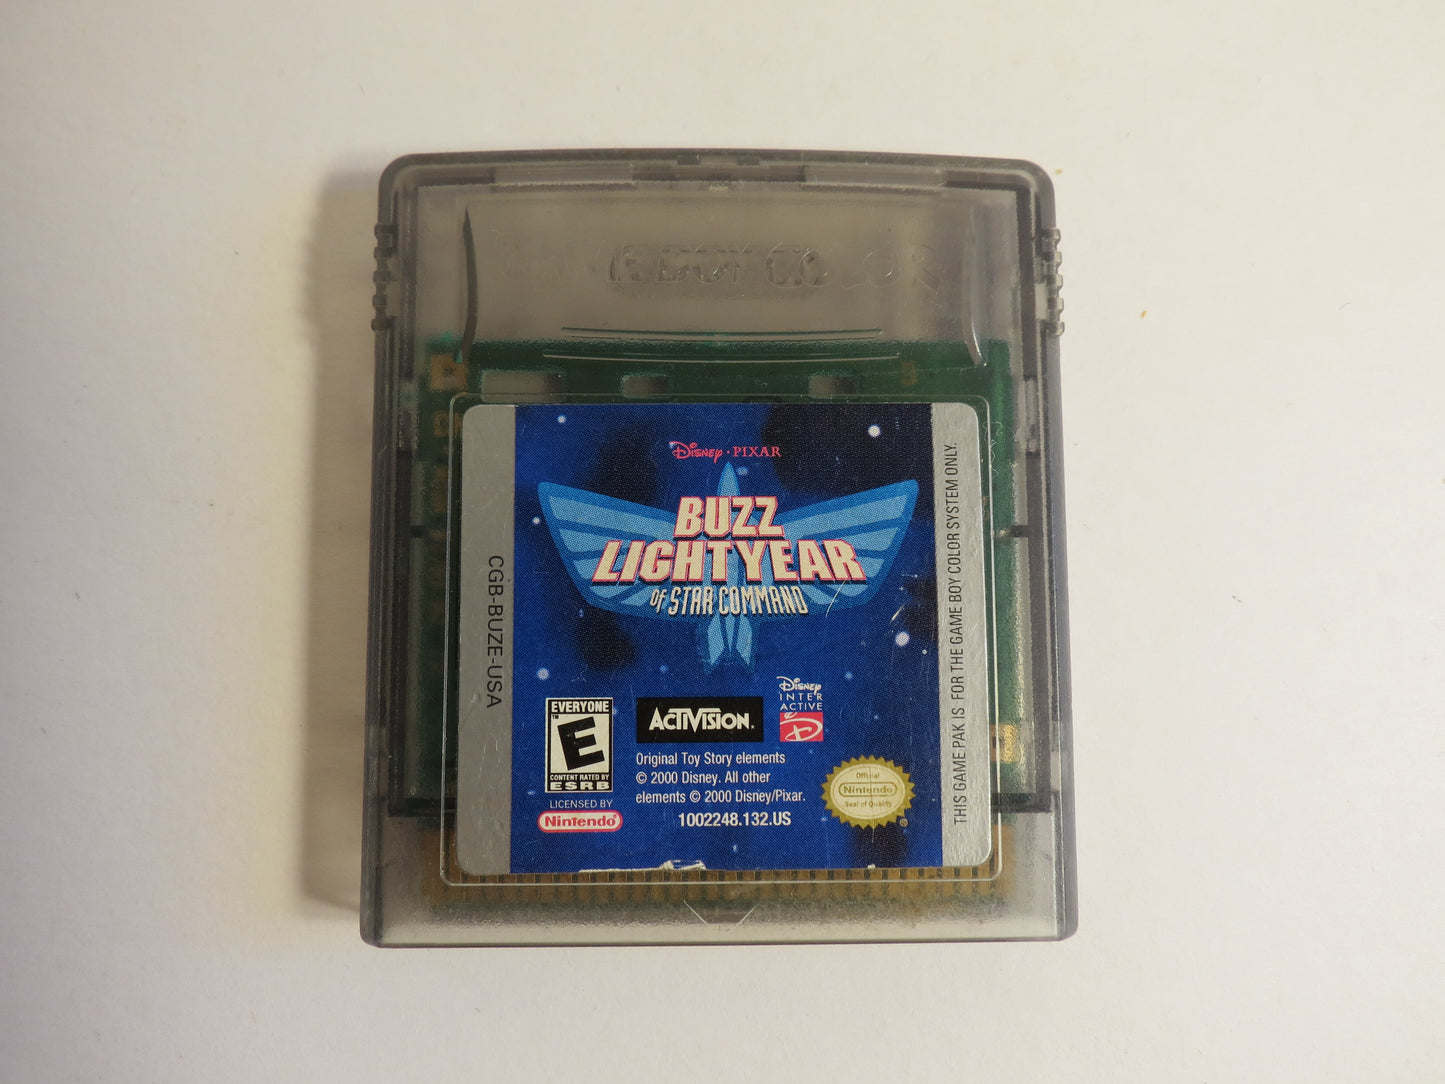 GAME BOY COLOR
Disney · PIXAR
BUZZ
LIGHTYEAR
OF STAR COMMAND
CGB-BUZE-USA
THIS GAME PAK IS FOR THE GAME BOY COLOR SYSTEM ONLY.
EVERYONE
™
E
CONTENT RATED BY
ESRB
ACTIVISION.
Disney
INTER
ACTIVE
D
Original Toy Story elements
© 2000 Disney. All other
elements © 2000 Disney/Pixar.
1002248.132.US
LICENSED BY
Nintendo®
Official
Nintendo
Seal of Quality
®